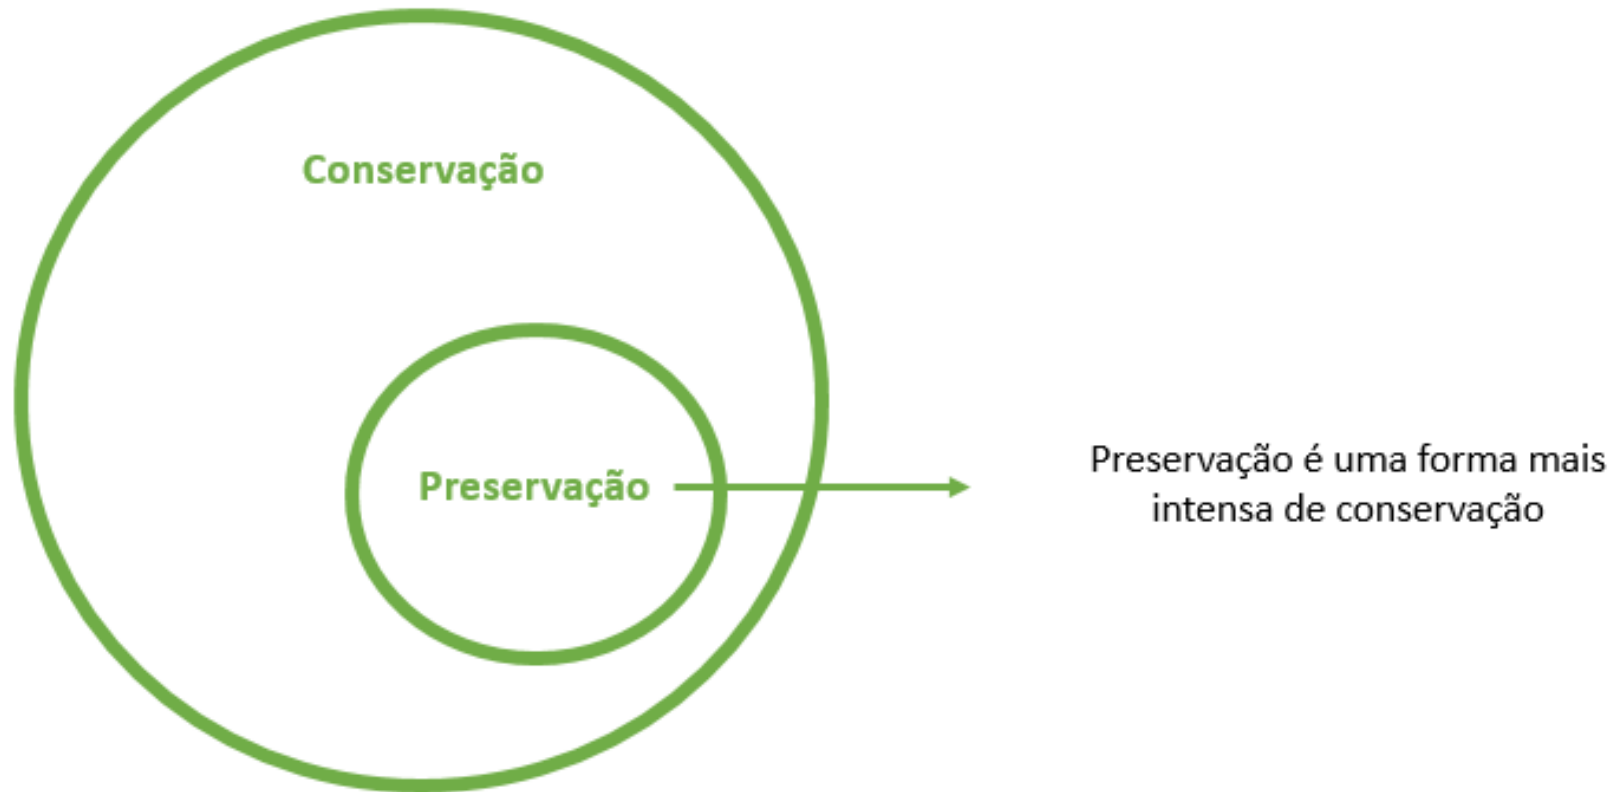 Conservação
Preservação
Preservação é uma forma mais
intensa de conservação